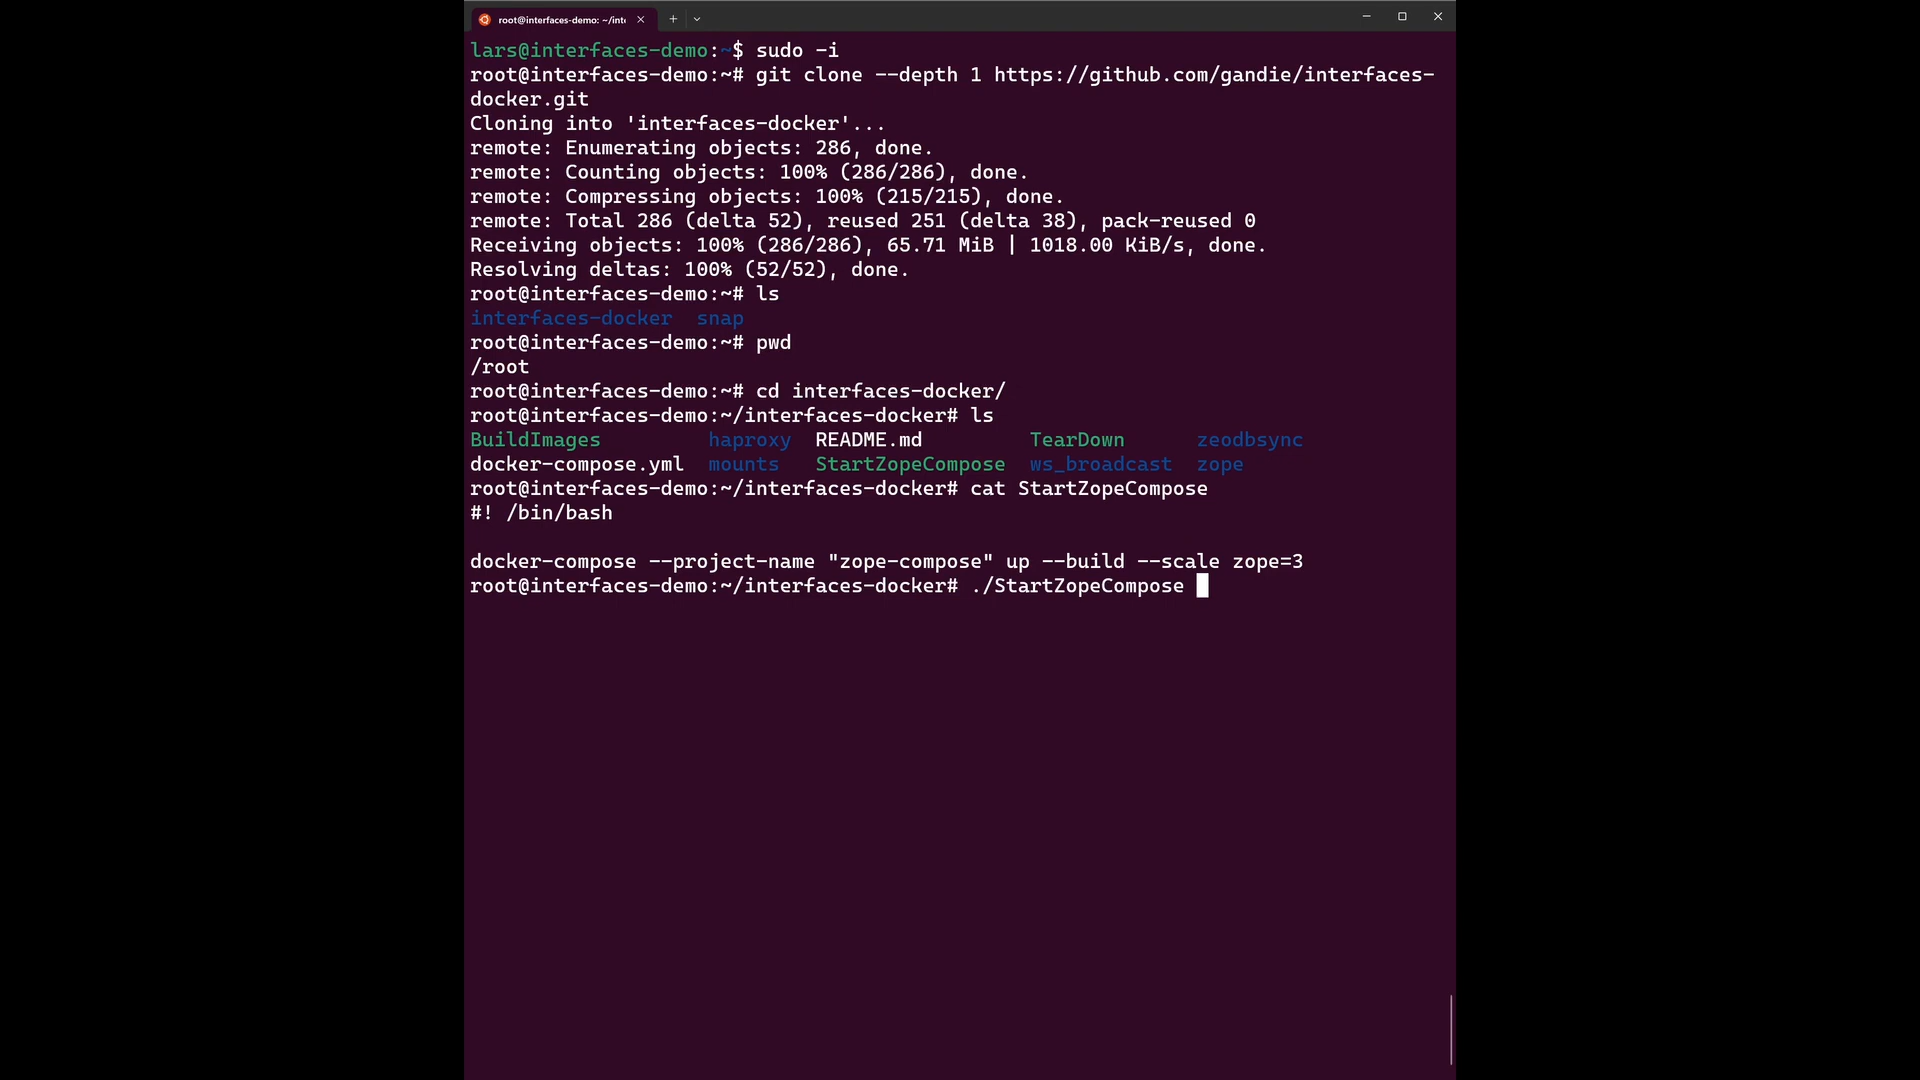 root@interfaces-demo: ~/inte
lars@interfaces-demo:~$ sudo -i
root@interfaces-demo:~# git clone --depth 1 https://github.com/gandie/interfaces-
docker.git
Cloning into 'interfaces-docker'...
remote: Enumerating objects: 286, done.
remote: Counting objects: 100% (286/286), done.
remote: Compressing objects: 100% (215/215), done.
remote: Total 286 (delta 52), reused 251 (delta 38), pack-reused 0
Receiving objects: 100% (286/286), 65.71 MiB | 1018.00 KiB/s, done.
Resolving deltas: 100% (52/52), done.
root@interfaces-demo:~# ls
interfaces-docker  snap
root@interfaces-demo:~# pwd
/root
root@interfaces-demo:~# cd interfaces-docker/
root@interfaces-demo:~/interfaces-docker# ls
BuildImages         haproxy  README.md         TearDown      zeodbsync
docker-compose.yml  mounts   StartZopeCompose  ws_broadcast  zope
root@interfaces-demo:~/interfaces-docker# cat StartZopeCompose
#! /bin/bash

docker-compose --project-name "zope-compose" up --build --scale zope=3
root@interfaces-demo:~/interfaces-docker# ./StartZopeCompose